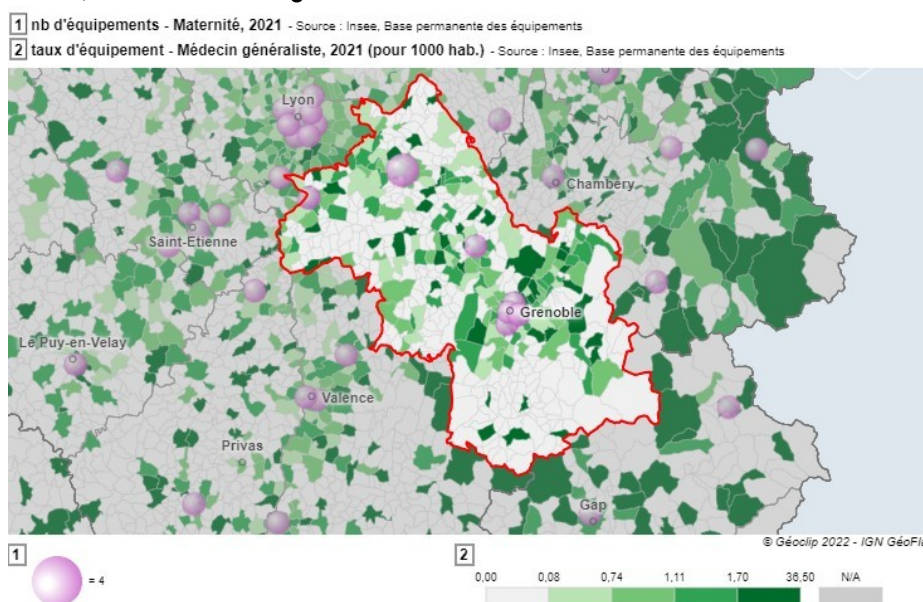 1 nb d'équipements - Maternité, 2021 - Source : Insee, Base permanente des équipements
2 taux d'équipement - Médecin généraliste, 2021 (pour 1000 hab.) - Source : Insee, Base permanente des équipements
Lyon
Chambéry
Saint-Etienne
Grenoble
Le Puy-en-Velay
Valence
Privas
Gap
© Géoclip 2022 - IGN GéoFla
1
= 4
2
0,00 0,08 0,74 1,11 1,70 36,50 N/A